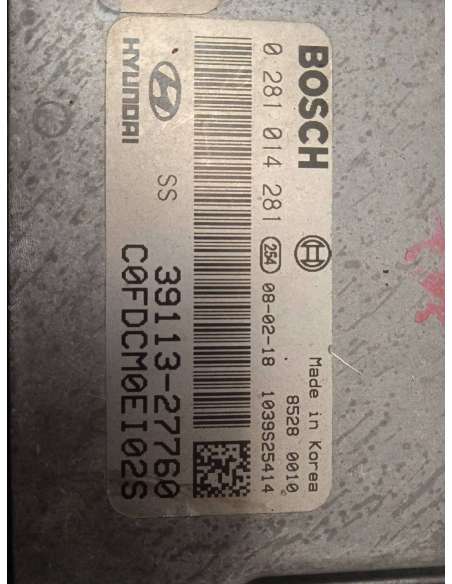 BOSCH
Made in Korea
8528 0010
0 281 014 281 254 08-02-18 1039S25414
HYUNDAI
SS
39113-27760
C0FDCM0EI02S